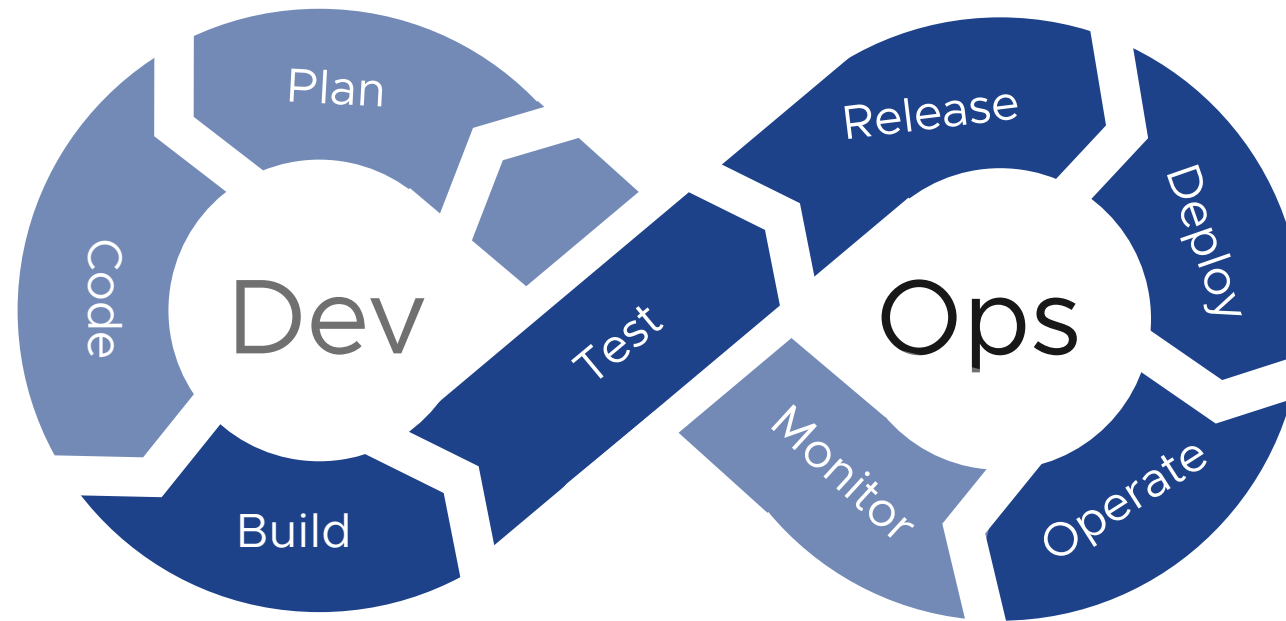 Plan
Code
Build
Test
Release
Deploy
Operate
Monitor
Dev
Ops